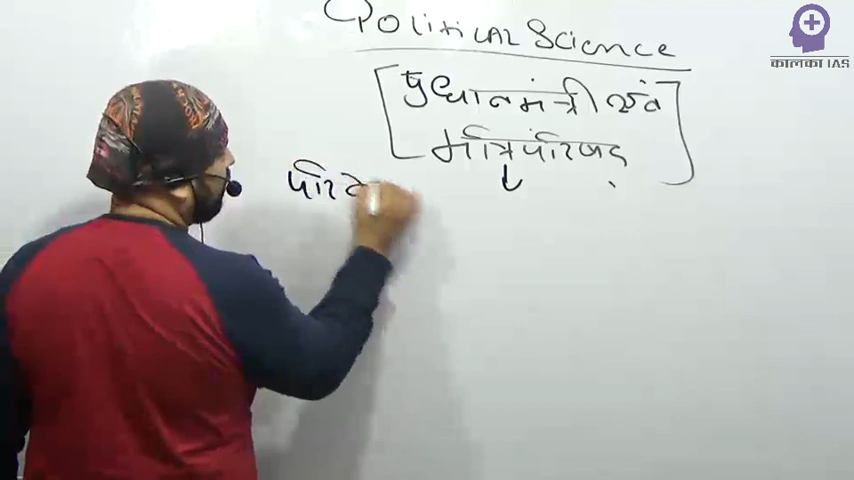 Political Science
प्रधानमंत्री एवं
मंत्रिपरिषद
कालका IAS